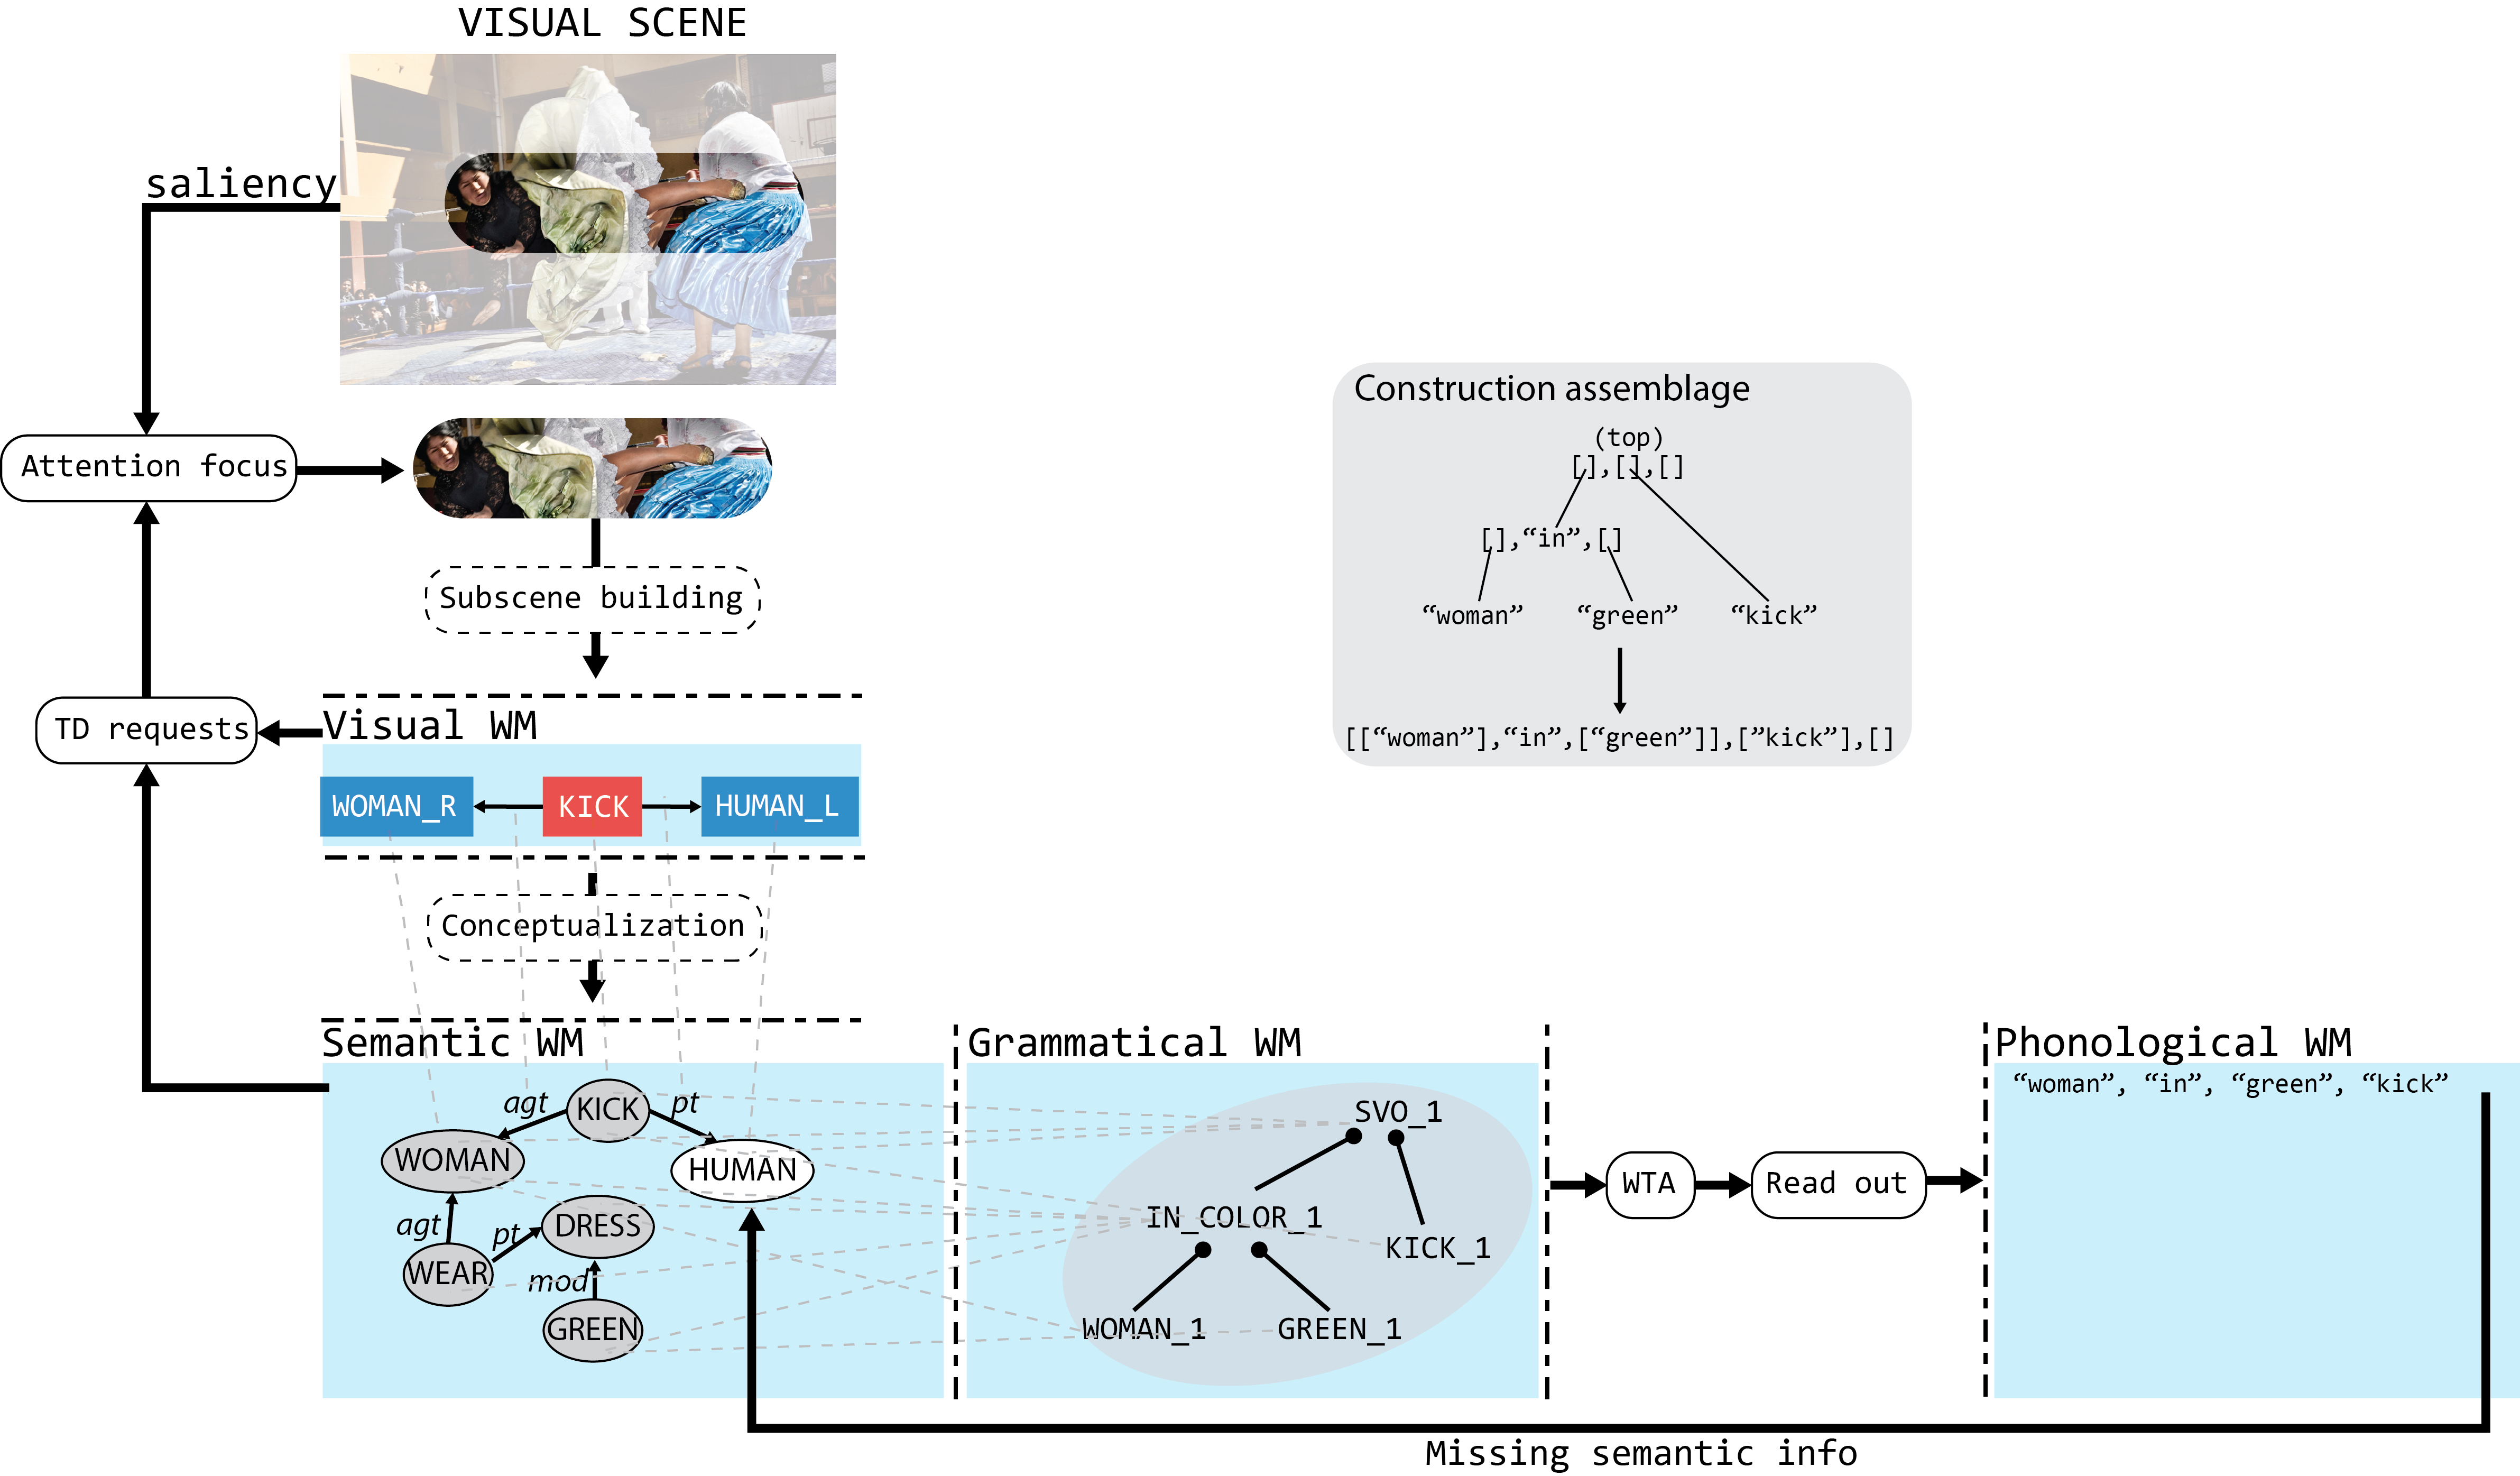 VISUAL SCENE
saliency
Attention focus
Subscene building
TD requests
Visual WM
WOMAN_R
KICK
HUMAN_L
Conceptualization
Semantic WM
KICK
agt
pt
WOMAN
HUMAN
agt
pt
DRESS
WEAR
mod
GREEN
Grammatical WM
SVO_1
IN_COLOR_1
KICK_1
WOMAN_1
GREEN_1
WTA
Read out
Phonological WM
“woman”, “in”, “green”, “kick”
Missing semantic info
Construction assemblage
(top)
[],[],[]
[],“in”,[]
“woman”
“green”
“kick”
[[“woman”],“in”,[“green”]],[”kick”],[]